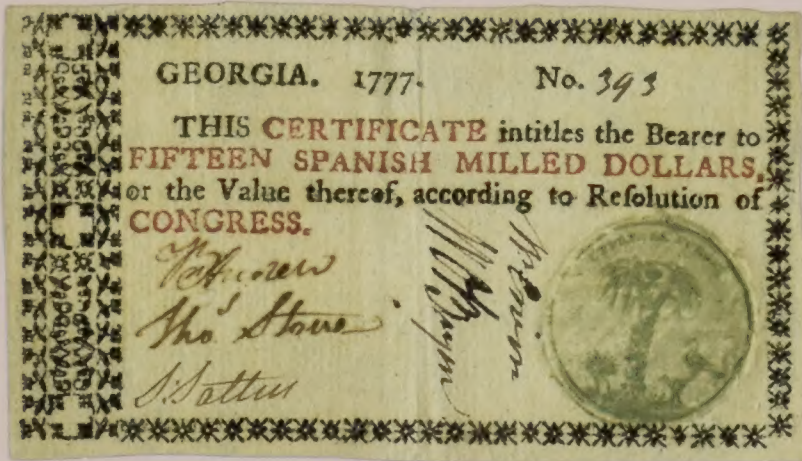 GEORGIA. 1777. No. 393
THIS CERTIFICATE intitles the Bearer to
FIFTEEN SPANISH MILLED DOLLARS,
or the Value thereof, according to Reſolution of
CONGRESS.
Thoˢ Stone